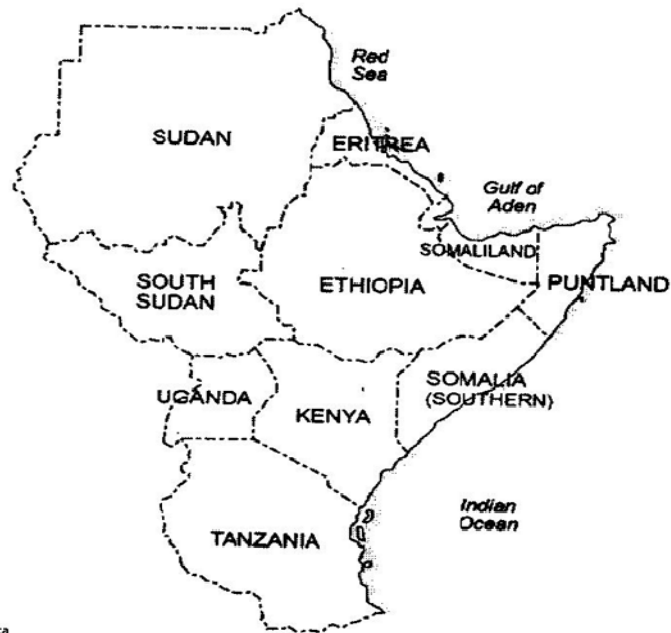 Red
Sea
SUDAN
ERITREA
Gulf of
Aden
SOMALILAND
SOUTH
SUDAN
ETHIOPIA
PUNTLAND
UGANDA
KENYA
SOMALIA
(SOUTHERN)
Indian
Ocean
TANZANIA